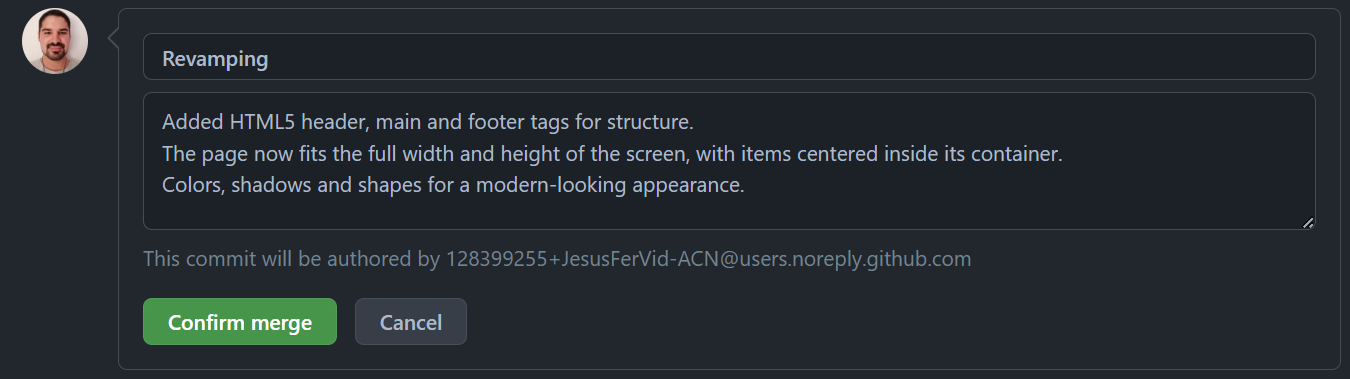 Revamping
Added HTML5 header, main and footer tags for structure.
The page now fits the full width and height of the screen, with items centered inside its container.
Colors, shadows and shapes for a modern-looking appearance.
This commit will be authored by 128399255+JesusFerVid-ACN@users.noreply.github.com
Confirm merge
Cancel